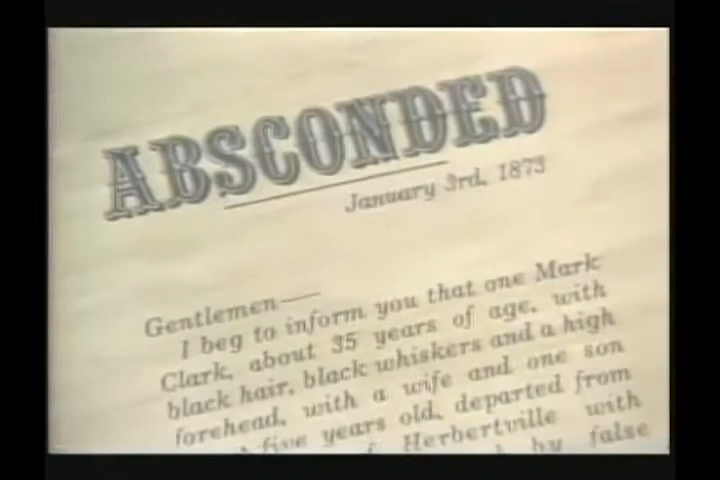 ABSCONDED
January 3rd, 1873
Gentlemen—
I beg to inform you that one Mark
Clark, about 35 years of age, with
black hair, black whiskers and a high
forehead, with a wife and one son
five years old, departed from
Herbertville with
by false